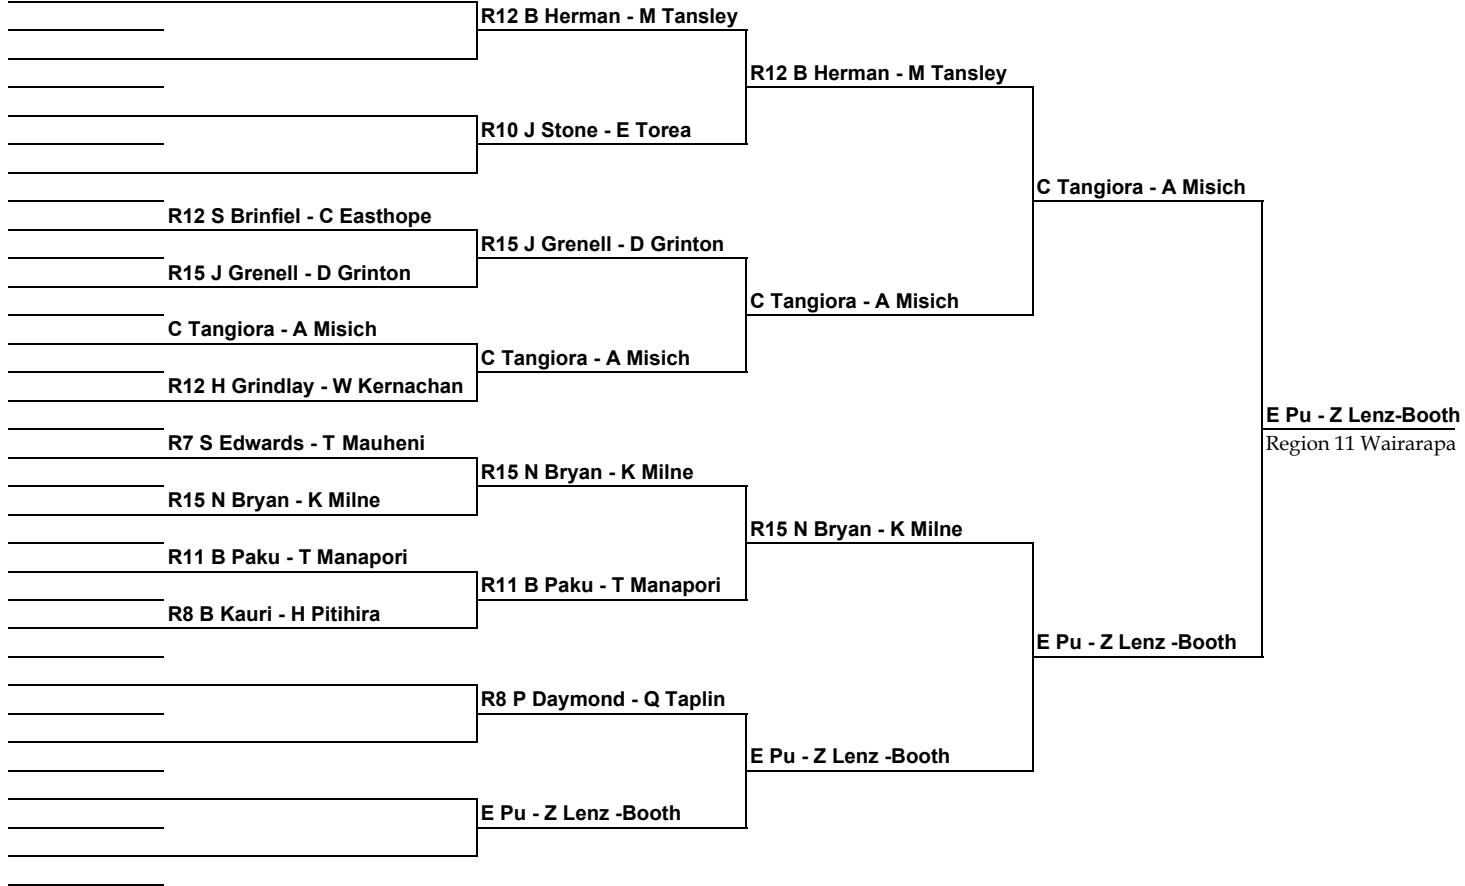 R12 B Herman - M Tansley
R12 B Herman - M Tansley
R10 J Stone - E Torea
C Tangiora - A Misich
R12 S Brinfiel - C Easthope
R15 J Grenell - D Grinton
R15 J Grenell - D Grinton
C Tangiora - A Misich
C Tangiora - A Misich
C Tangiora - A Misich
R12 H Grindlay - W Kernachan
E Pu - Z Lenz-Booth
R7 S Edwards - T Mauheni
Region 11 Wairarapa
R15 N Bryan - K Milne
R15 N Bryan - K Milne
R15 N Bryan - K Milne
R11 B Paku - T Manapori
R11 B Paku - T Manapori
R8 B Kauri - H Pitihira
E Pu - Z Lenz -Booth
R8 P Daymond - Q Taplin
E Pu - Z Lenz -Booth
E Pu - Z Lenz -Booth